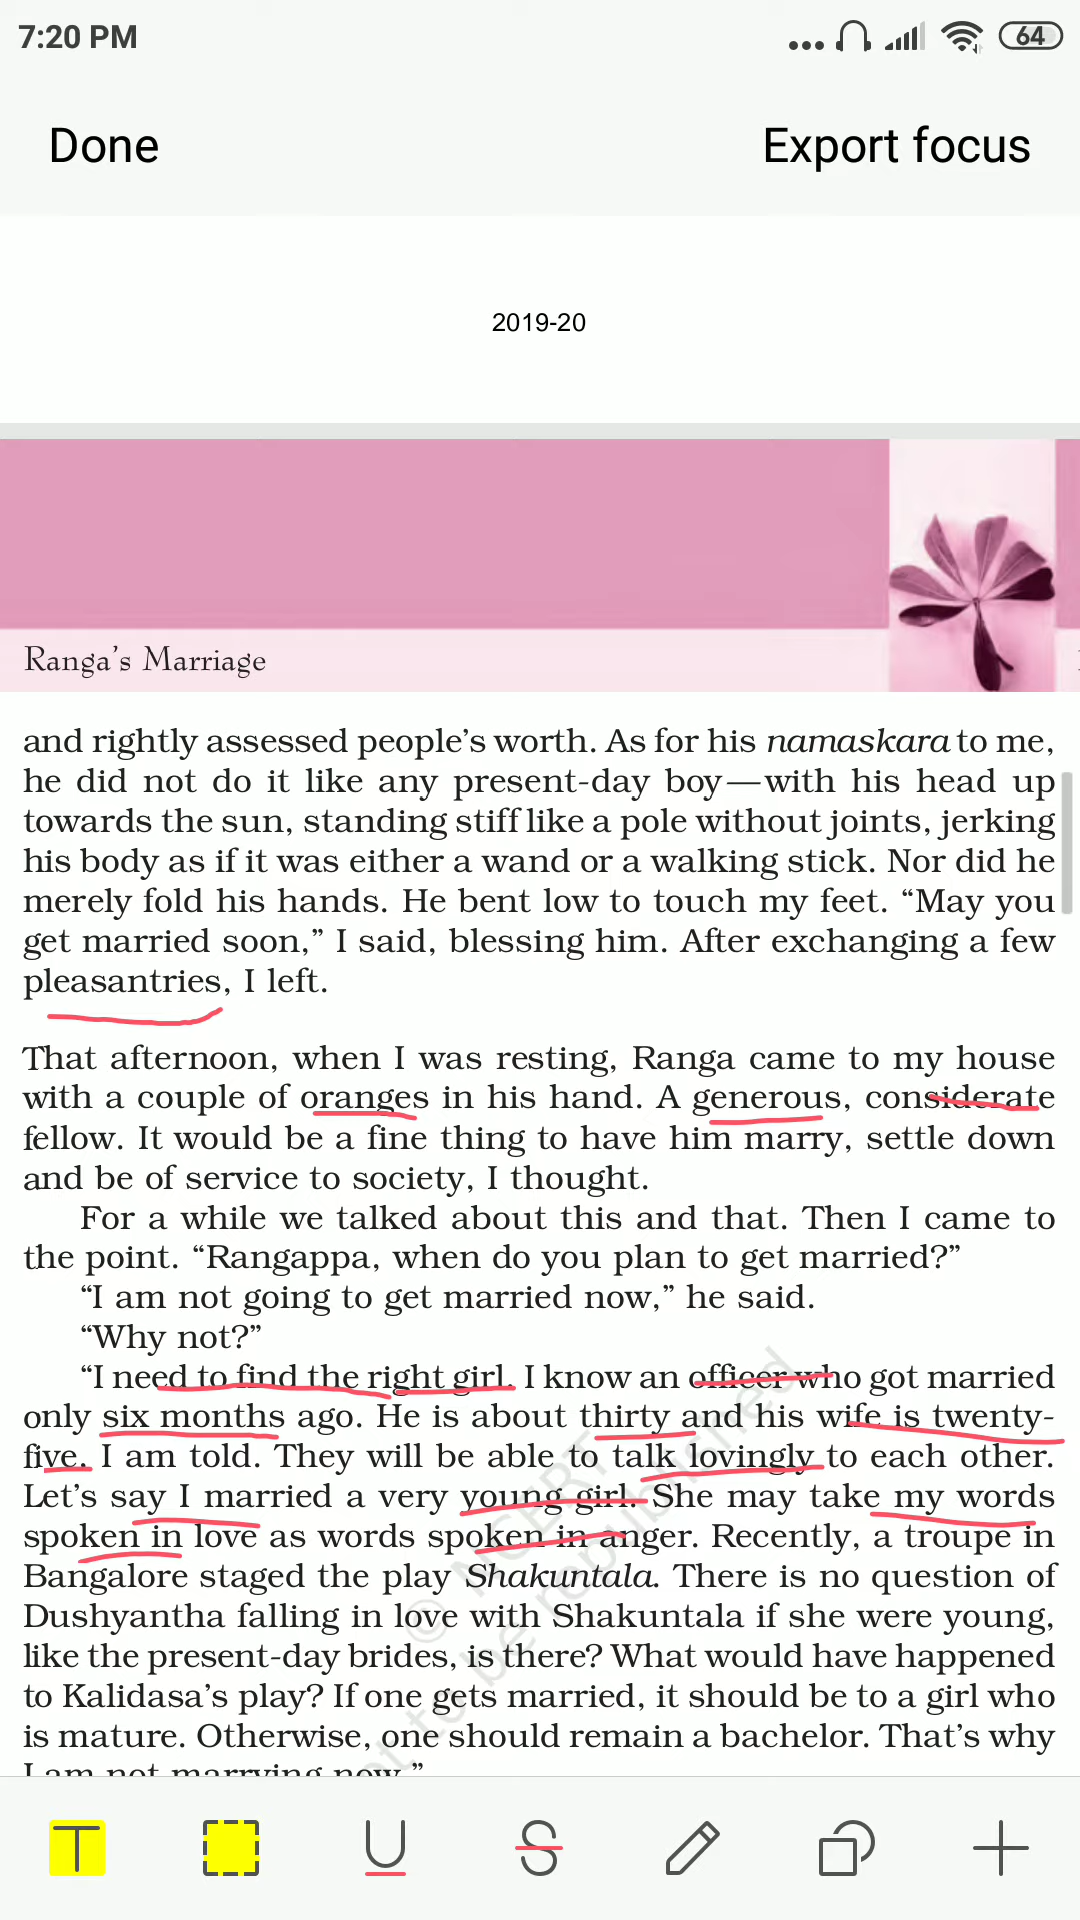 7:20 PM
64
Done
Export focus
2019-20
Ranga's Marriage
and rightly assessed people's worth. As for his namaskara to me,
he did not do it like any present-day boy—with his head up
towards the sun, standing stiff like a pole without joints, jerking
his body as if it was either a wand or a walking stick. Nor did he
merely fold his hands. He bent low to touch my feet. “May you
get married soon,” I said, blessing him. After exchanging a few
pleasantries, I left.
That afternoon, when I was resting, Ranga came to my house
with a couple of oranges in his hand. A generous, considerate
fellow. It would be a fine thing to have him marry, settle down
and be of service to society, I thought.
For a while we talked about this and that. Then I came to
the point. “Rangappa, when do you plan to get married?”
“I am not going to get married now,” he said.
“Why not?”
“I need to find the right girl. I know an officer who got married
only six months ago. He is about thirty and his wife is twenty-
five. I am told. They will be able to talk lovingly to each other.
Let's say I married a very young girl. She may take my words
spoken in love as words spoken in anger. Recently, a troupe in
Bangalore staged the play Shakuntala. There is no question of
Dushyantha falling in love with Shakuntala if she were young,
like the present-day brides, is there? What would have happened
to Kalidasa's play? If one gets married, it should be to a girl who
is mature. Otherwise, one should remain a bachelor. That's why
I am not marrying now.”
© NCERT
not to be republished
T
U
S